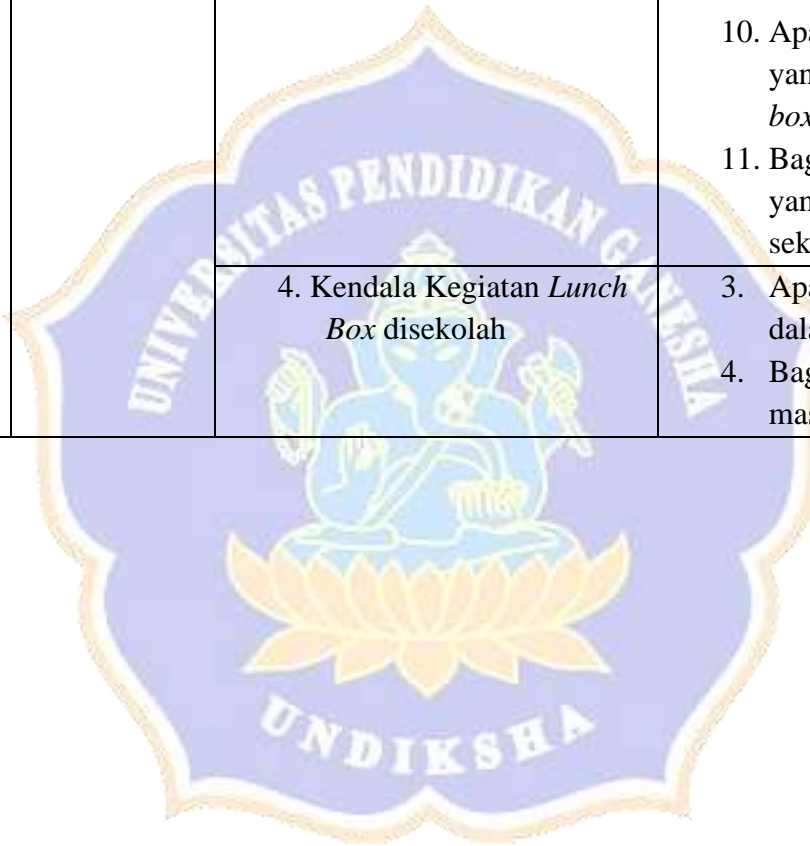 10. Apa
yan
box
11. Bag
yan
sek
4. Kendala Kegiatan Lunch
Box disekolah
3. Apa
dala
4. Bag
mas
UNIVERSITAS PENDIDIKAN GANESHA
UNDIKSHA